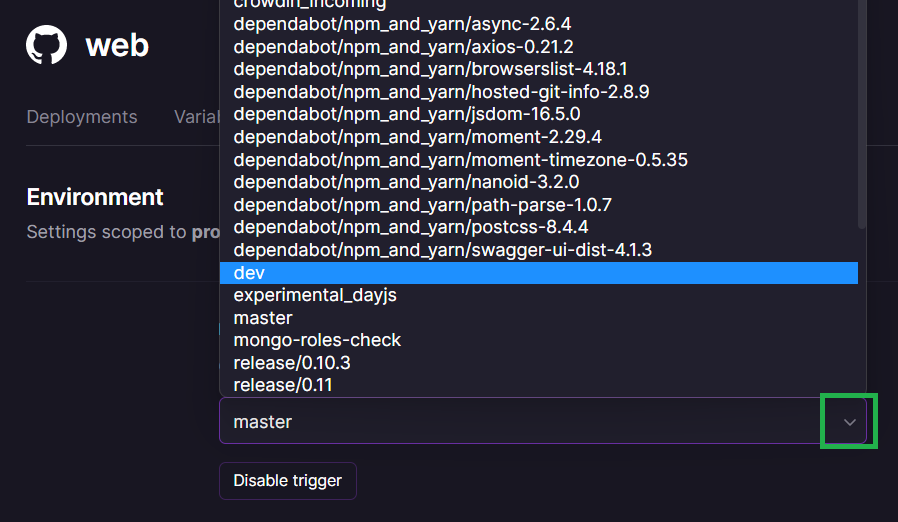 crowdin_incoming
web
dependabot/npm_and_yarn/async-2.6.4
dependabot/npm_and_yarn/axios-0.21.2
dependabot/npm_and_yarn/browserslist-4.18.1
dependabot/npm_and_yarn/hosted-git-info-2.8.9
Deployments
Varial
dependabot/npm_and_yarn/jsdom-16.5.0
dependabot/npm_and_yarn/moment-2.29.4
dependabot/npm_and_yarn/moment-timezone-0.5.35
dependabot/npm_and_yarn/nanoid-3.2.0
Environment
dependabot/npm_and_yarn/path-parse-1.0.7
Settings scoped to pro
dependabot/npm_and_yarn/postcss-8.4.4
dependabot/npm_and_yarn/swagger-ui-dist-4.1.3
dev
experimental_dayjs
master
mongo-roles-check
release/0.10.3
release/0.11
master
Disable trigger